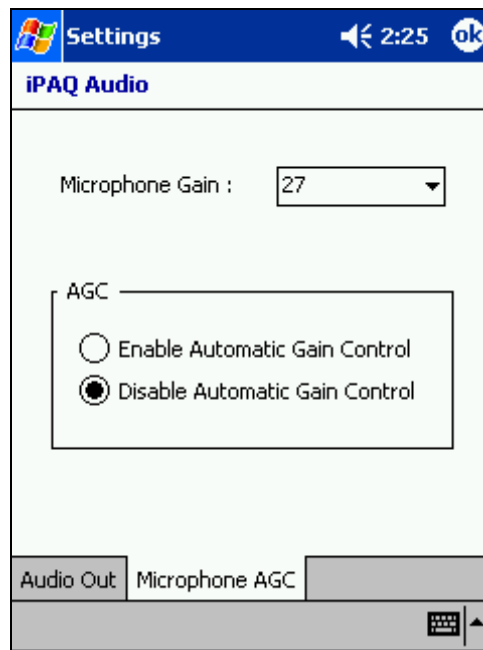 Settings 2:25 ok
iPAQ Audio
Microphone Gain : 27
AGC
Enable Automatic Gain Control
Disable Automatic Gain Control
Audio Out Microphone AGC